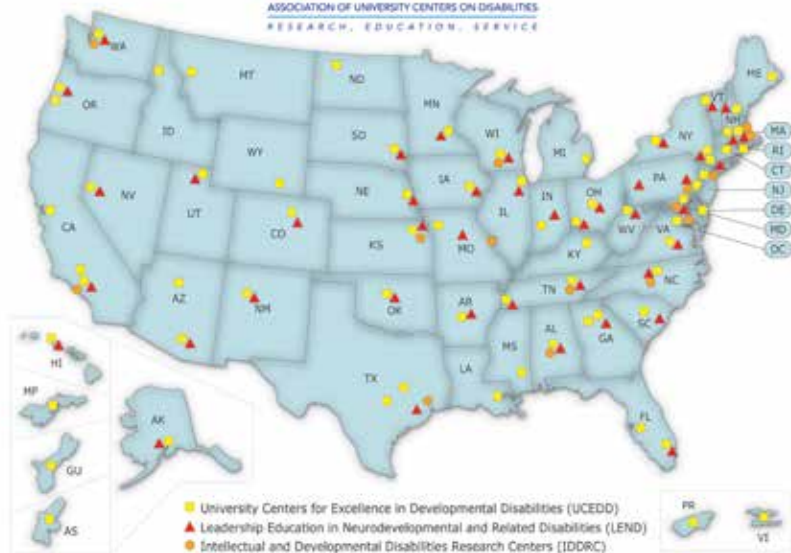 ASSOCIATION OF UNIVERSITY CENTERS ON DISABILITIES
RESEARCH, EDUCATION, SERVICE
WA
MT
ND
ME
OR
MN
VT
NH
ID
SD
WI
MI
NY
MA
RI
CT
WY
NE
IA
PA
NJ
NV
UT
IL
IN
OH
DE
CA
CO
KS
MO
WV
VA
MD
DC
KY
AZ
NM
OK
AR
TN
NC
SC
MS
AL
GA
HI
TX
LA
MP
AK
FL
GU
AS
University Centers for Excellence in Developmental Disabilities (UCEDD)
Leadership Education in Neurodevelopmental and Related Disabilities (LEND)
Intellectual and Developmental Disabilities Research Centers (IDDRC)
PR
VI